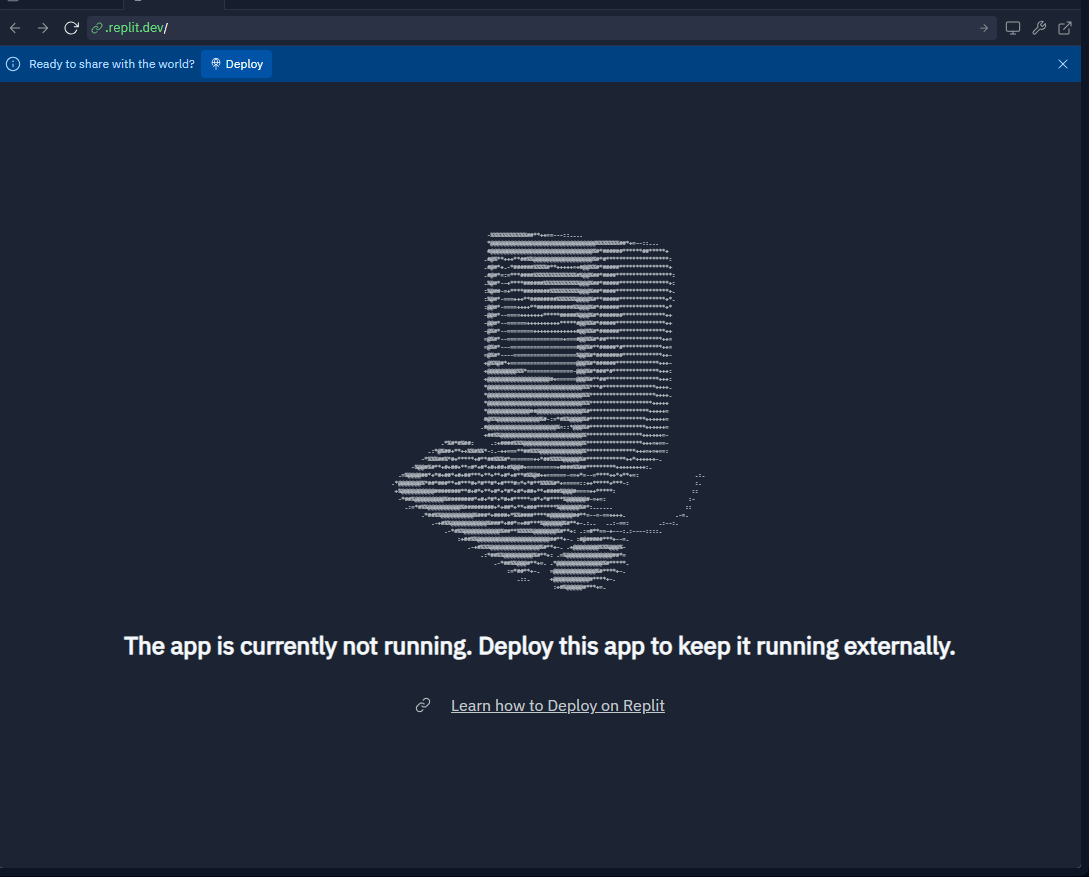 .replit.dev/
Ready to share with the world? Deploy
The app is currently not running. Deploy this app to keep it running externally.
Learn how to Deploy on Replit